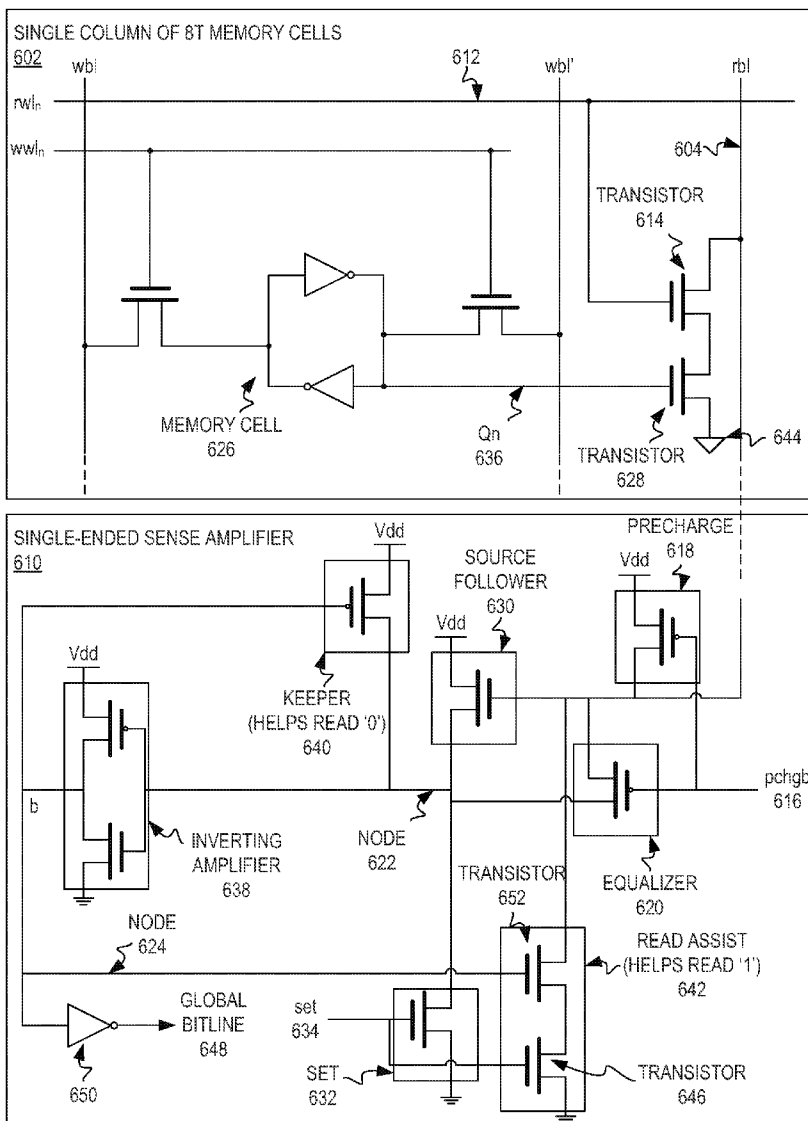 SINGLE COLUMN OF 8T MEMORY CELLS
602
wbl
612
wbl'
rbl
rwln
wwln
604
TRANSISTOR
614
MEMORY CELL
626
Qn
636
TRANSISTOR
628
644
SINGLE-ENDED SENSE AMPLIFIER
610
Vdd
SOURCE
FOLLOWER
630
PRECHARGE
618
Vdd
Vdd
Vdd
KEEPER
(HELPS READ '0')
640
b
INVERTING
AMPLIFIER
638
NODE
622
pchgb
616
EQUALIZER
620
TRANSISTOR
652
NODE
624
READ ASSIST
(HELPS READ '1')
642
GLOBAL
BITLINE
648
650
set
634
SET
632
TRANSISTOR
646